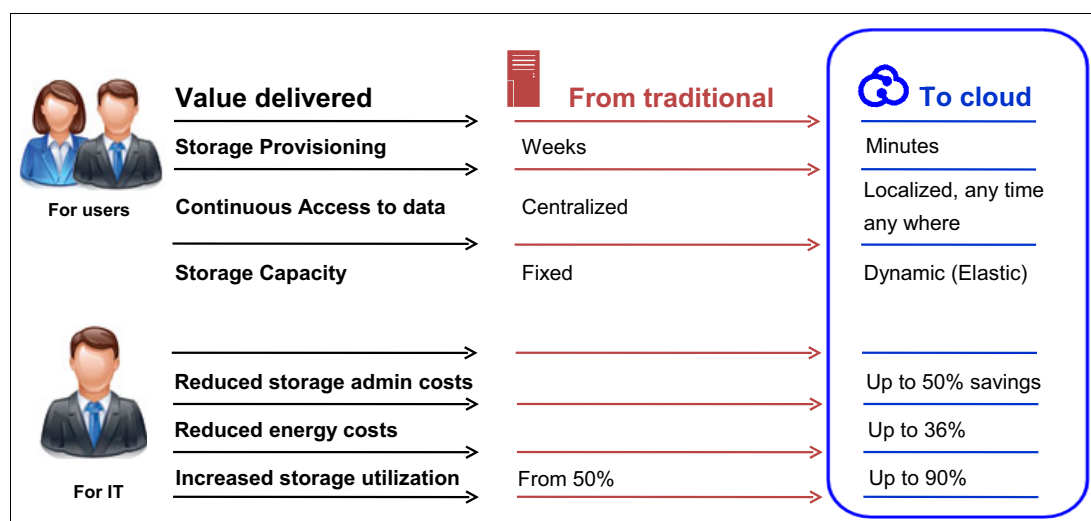 Value delivered
From traditional
To cloud
Storage Provisioning
Weeks
Minutes
For users
Continuous Access to data
Centralized
Localized, any time
any where
Storage Capacity
Fixed
Dynamic (Elastic)
Reduced storage admin costs
Up to 50% savings
Reduced energy costs
Up to 36%
For IT
Increased storage utilization
From 50%
Up to 90%